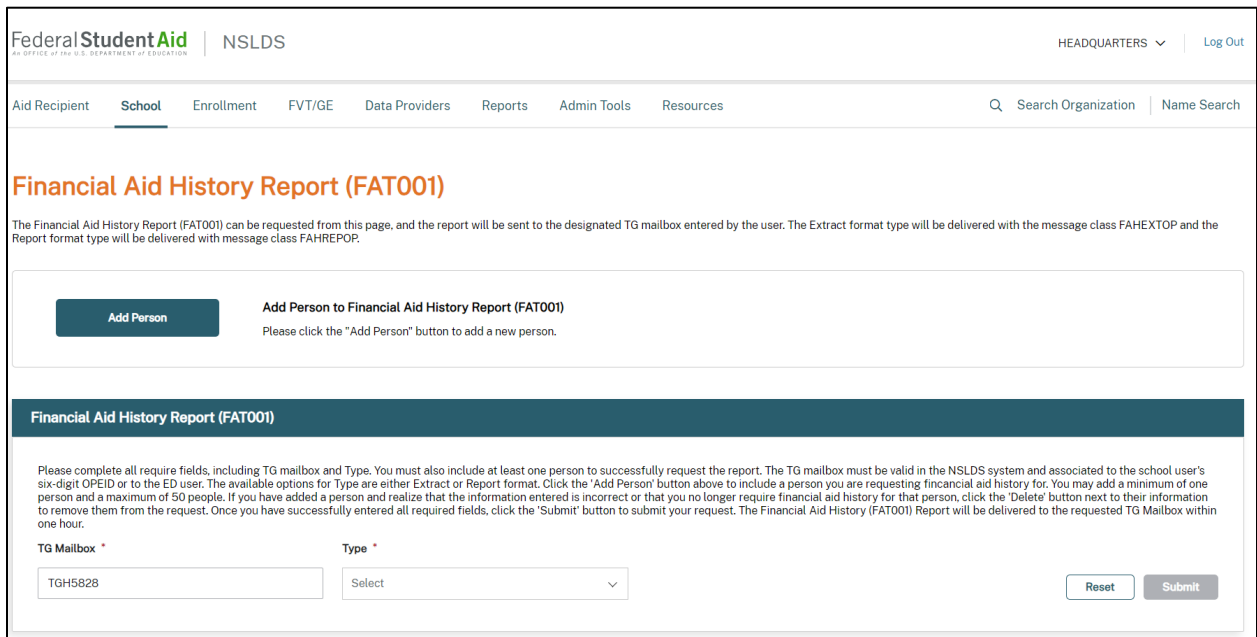 Federal Student Aid | NSLDS
An OFFICE of the U.S. DEPARTMENT of EDUCATION
HEADQUARTERS
Log Out
Aid Recipient School Enrollment FVT/GE Data Providers Reports Admin Tools Resources
Search Organization | Name Search
Financial Aid History Report (FAT001)
The Financial Aid History Report (FAT001) can be requested from this page, and the report will be sent to the designated TG mailbox entered by the user. The Extract format type will be delivered with the message class FAHEXTOP and the
Report format type will be delivered with message class FAHREPOP.
Add Person
Add Person to Financial Aid History Report (FAT001)
Please click the "Add Person" button to add a new person.
Financial Aid History Report (FAT001)
Please complete all require fields, including TG mailbox and Type. You must also include at least one person to successfully request the report. The TG mailbox must be valid in the NSLDS system and associated to the school user's
six-digit OPEID or to the ED user. The available options for Type are either Extract or Report format. Click the 'Add Person' button above to include a person you are requesting fincancial aid history for. You may add a minimum of one
person and a maximum of 50 people. If you have added a person and realize that the information entered is incorrect or that you no longer require financial aid history for that person, click the 'Delete' button next to their information
to remove them from the request. Once you have successfully entered all required fields, click the 'Submit' button to submit your request. The Financial Aid History (FAT001) Report will be delivered to the requested TG Mailbox within
one hour.
TG Mailbox * Type *
TGH5828 Select
Reset Submit